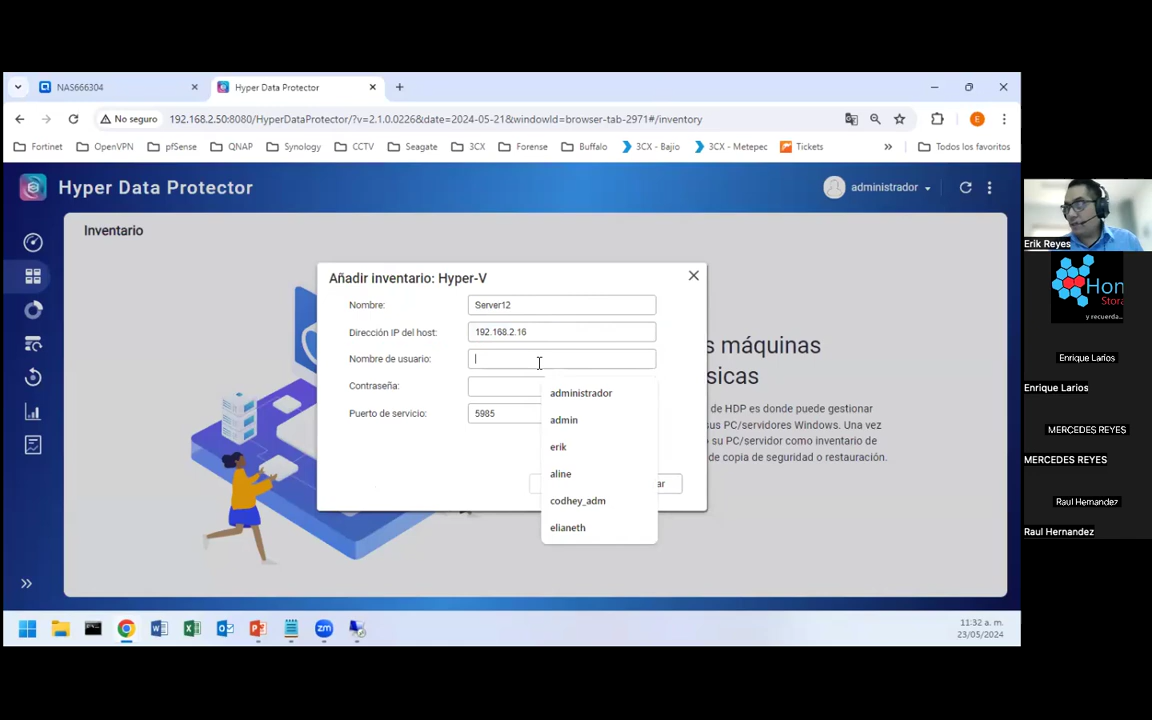 NAS666304
Hyper Data Protector
No seguro
192.168.2.50:8080/HyperDataProtector/?v=2.1.0.0226&date=2024-05-21&windowId=browser-tab-2971#/inventory
E
Fortinet
OpenVPN
pfSense
QNAP
Synology
CCTV
Seagate
3CX
Forense
Buffalo
3CX - Bajio
3CX - Metepec
Tickets
»
Todos los favoritos
Hyper Data Protector
administrador
Inventario
Añadir inventario: Hyper-V
Nombre:
Server12
Dirección IP del host:
192.168.2.16
Nombre de usuario:
Contraseña:
Puerto de servicio:
5985
administrador
admin
erik
aline
codhey_adm
elianeth
ar
s máquinas
sicas
de HDP es donde puede gestionar
sus PC/servidores Windows. Una vez
su PC/servidor como inventario de
de copia de seguridad o restauración.
11:32 a. m.
23/05/2024
Erik Reyes
Hon
Stora
y recuerda...
Enrique Larios
Enrique Larios
MERCEDES REYES
MERCEDES REYES
Raul Hernandez
Raul Hernandez